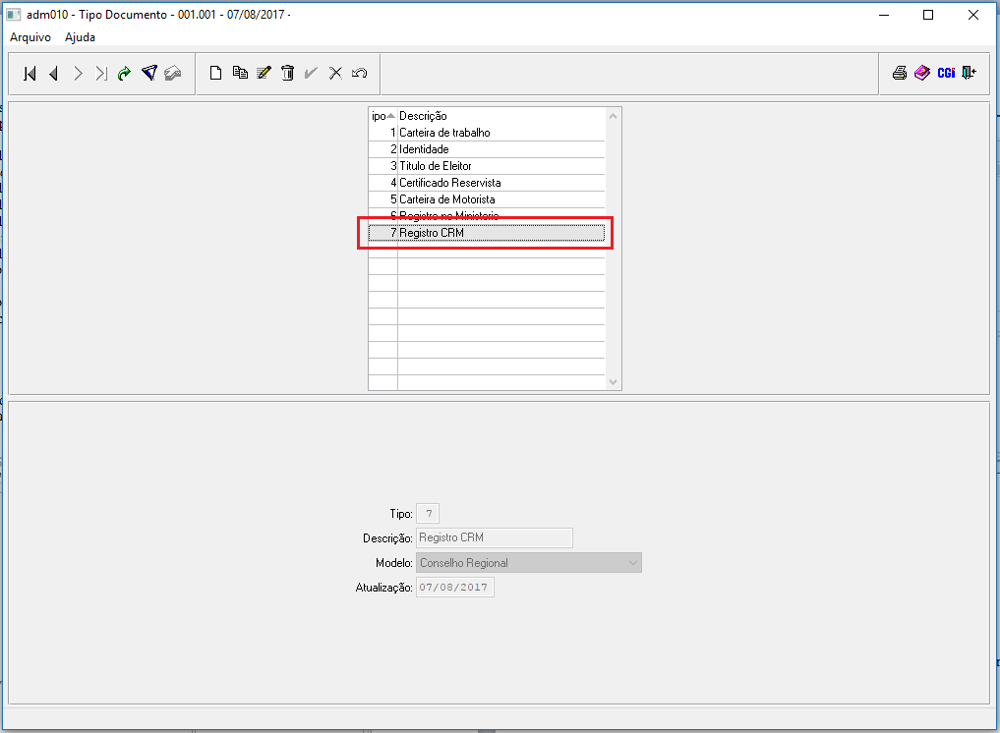 adm010 - Tipo Documento - 001.001 - 07/08/2017 -
Arquivo Ajuda
CGi
ipo Descrição
1 Carteira de trabalho
2 Identidade
3 Titulo de Eleitor
4 Certificado Reservista
5 Carteira de Motorista
6 Registro no Ministerio
7 Registro CRM
Tipo: 7
Descrição: Registro CRM
Modelo: Conselho Regional
Atualização: 07/08/2017